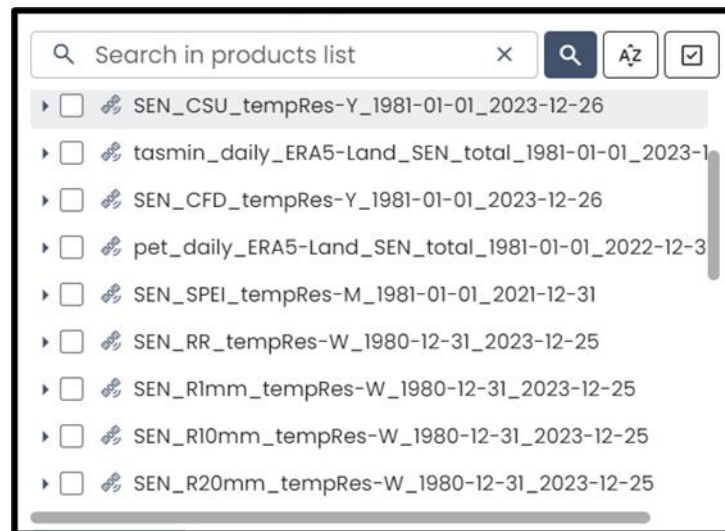 Search in products list
AZ
SEN_CSU_tempRes-Y_1981-01-01_2023-12-26
tasmin_daily_ERA5-Land_SEN_total_1981-01-01_2023-1
SEN_CFD_tempRes-Y_1981-01-01_2023-12-26
pet_daily_ERA5-Land_SEN_total_1981-01-01_2022-12-3
SEN_SPEI_tempRes-M_1981-01-01_2021-12-31
SEN_RR_tempRes-W_1980-12-31_2023-12-25
SEN_R1mm_tempRes-W_1980-12-31_2023-12-25
SEN_R10mm_tempRes-W_1980-12-31_2023-12-25
SEN_R20mm_tempRes-W_1980-12-31_2023-12-25